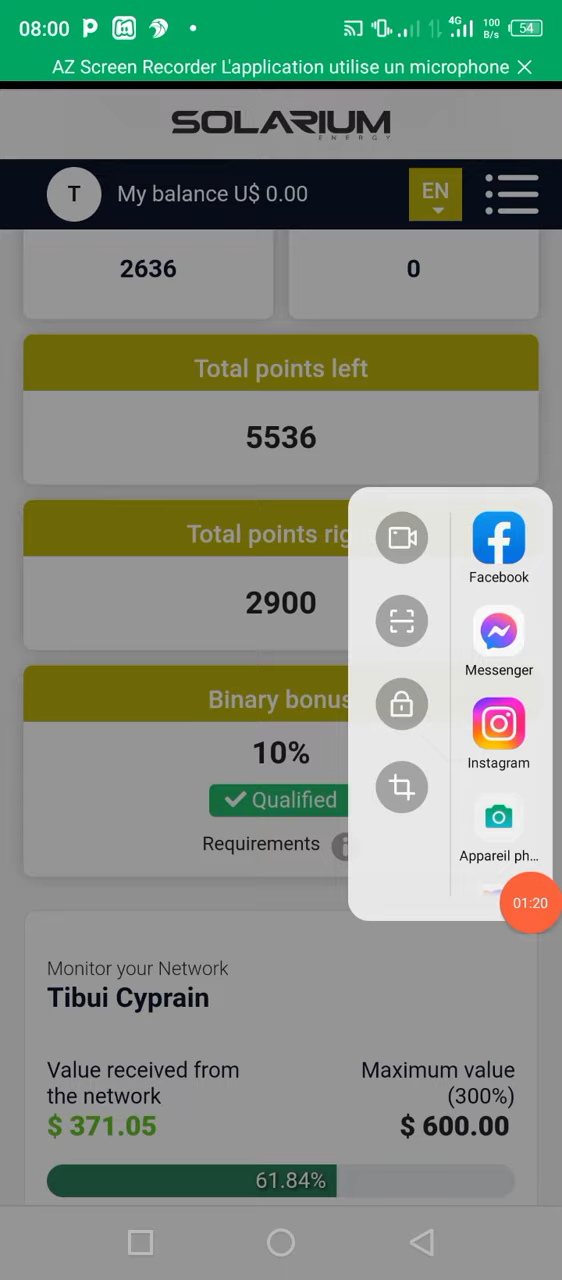 08:00
4G 100 B/s 54
AZ Screen Recorder L'application utilise un microphone
SOLARIUM
ENERGY
T My balance U$ 0.00 EN
2636 0
Total points left
5536
Total points rig
2900
Binary bonus
10%
Qualified
Requirements
Facebook
Messenger
Instagram
Appareil ph...
01:20
Monitor your Network
Tibui Cyprain
Value received from the network
Maximum value (300%)
$ 371.05 $ 600.00
61.84%